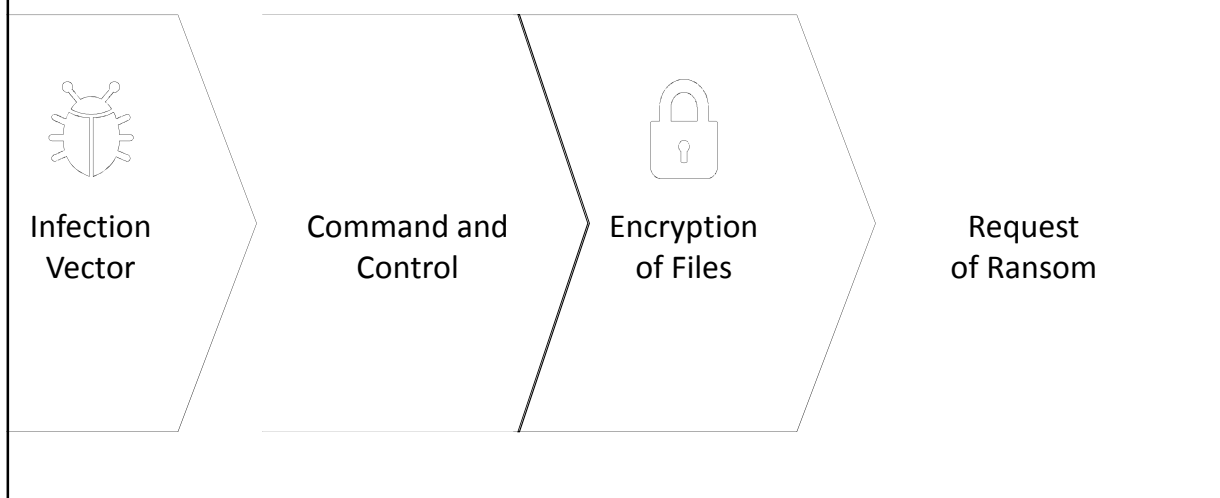 Infection
Vector
Command and
Control
Encryption
of Files
Request
of Ransom